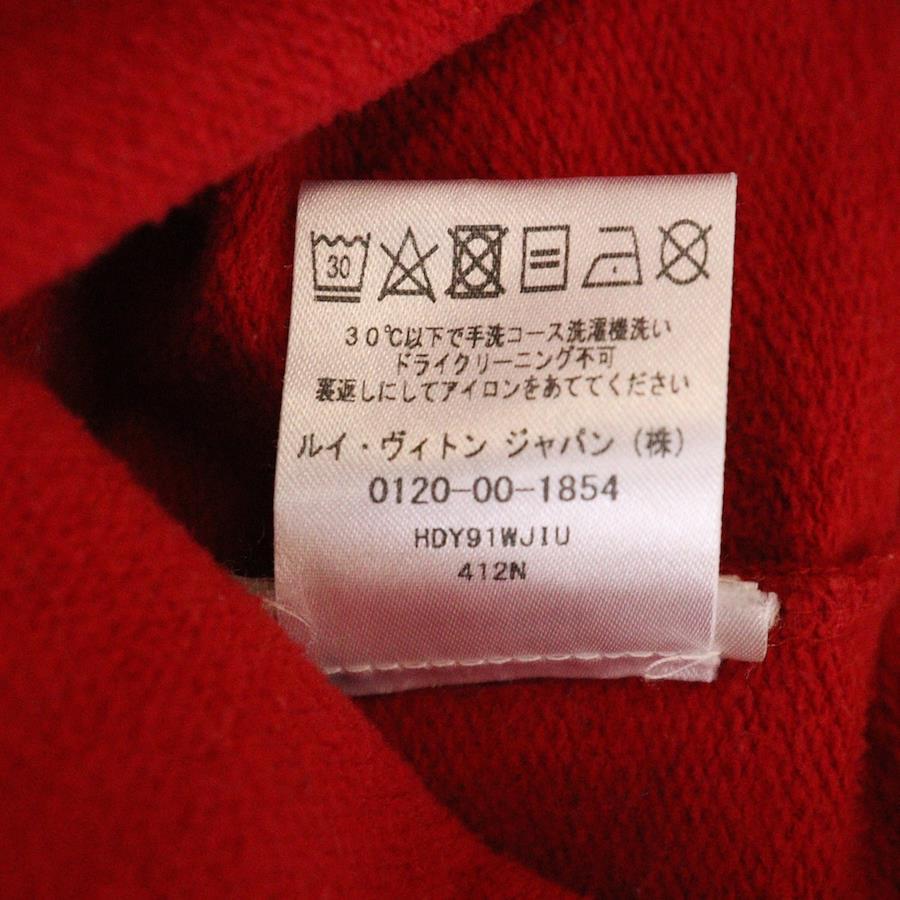 30
30℃以下で手洗コース洗濯機洗い
ドライクリーニング不可
裏返しにしてアイロンをあててください
ルイ・ヴィトン ジャパン (株)
0120-00-1854
HDY91WJIU
412N